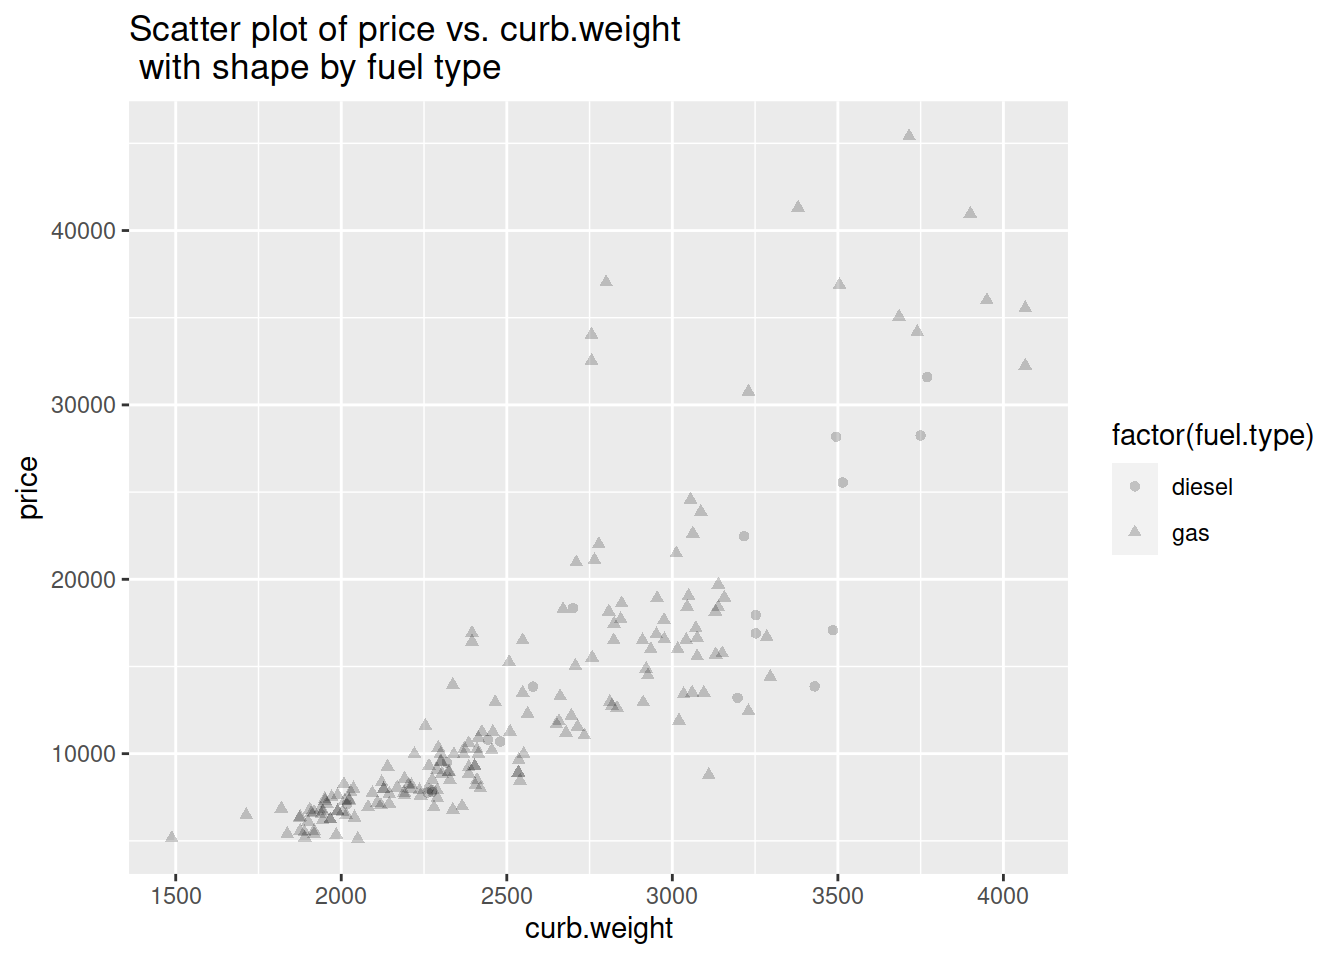 Scatter plot of price vs. curb.weight
with shape by fuel type
40000
30000
20000
10000
price
1500 2000 2500 3000 3500 4000
curb.weight
factor(fuel.type)
diesel
gas